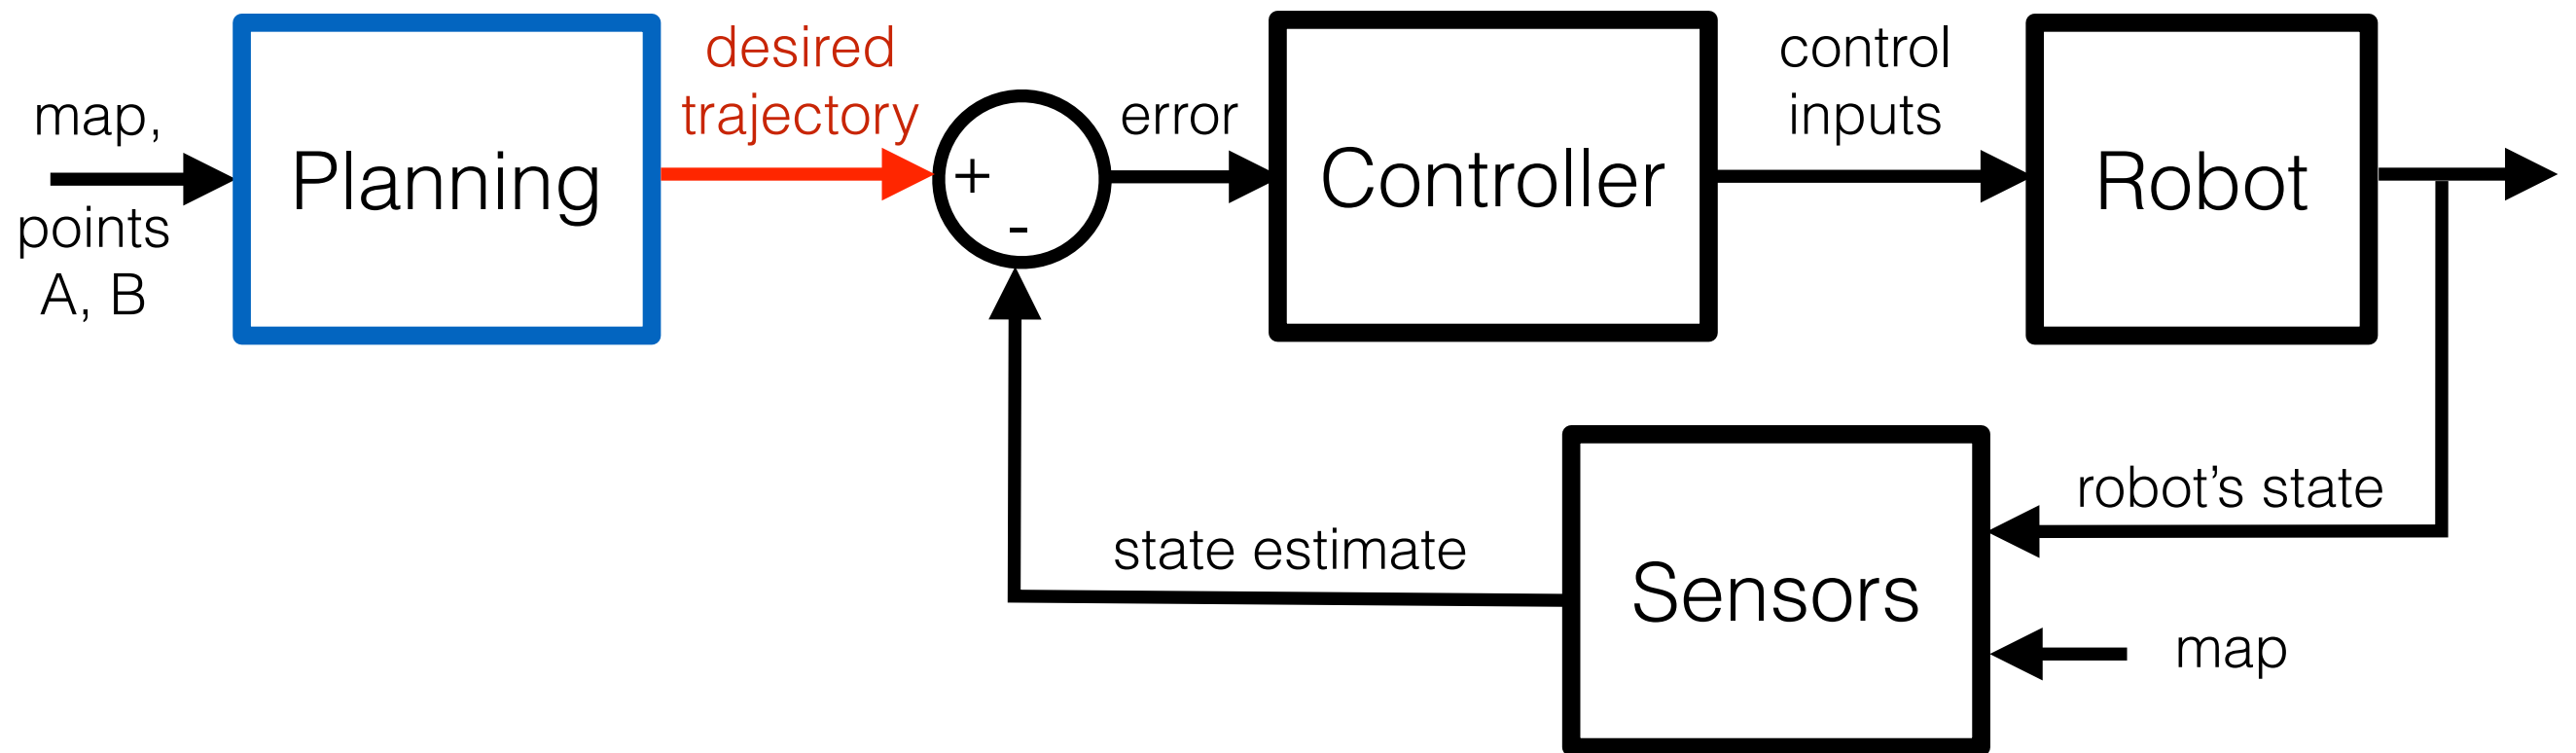 map,
points
A, B
Planning
desired
trajectory
+
-
error
Controller
control
inputs
Robot
robot's state
state estimate
Sensors
map